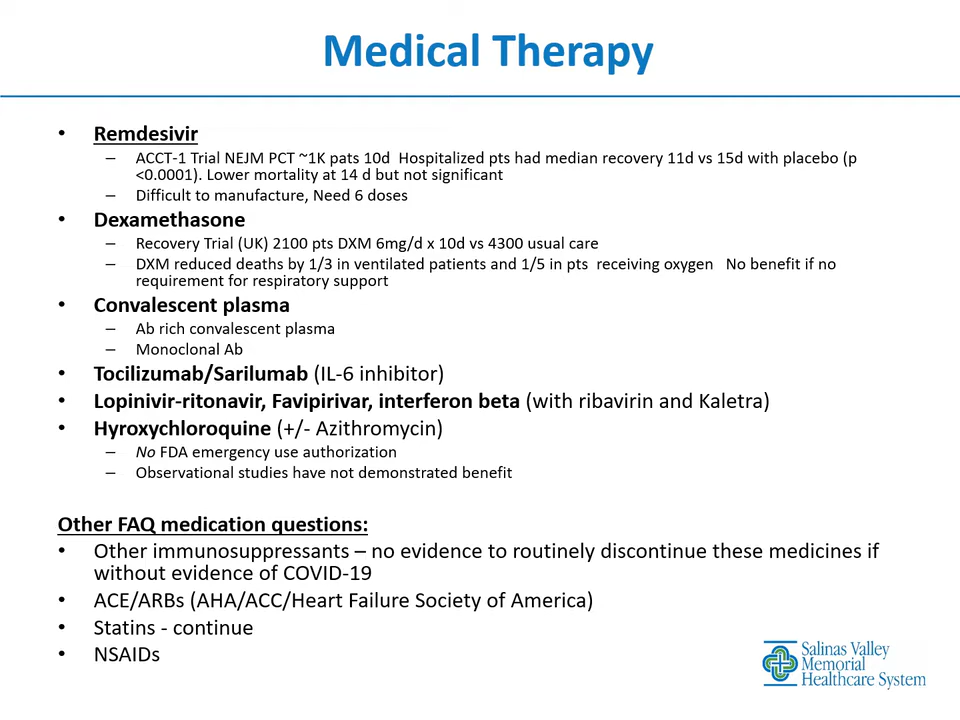 Medical Therapy
• Remdesivir
– ACCT-1 Trial NEJM PCT ~1K pats 10d Hospitalized pts had median recovery 11d vs 15d with placebo (p
<0.0001). Lower mortality at 14 d but not significant
– Difficult to manufacture, Need 6 doses
• Dexamethasone
– Recovery Trial (UK) 2100 pts DXM 6mg/d x 10d vs 4300 usual care
– DXM reduced deaths by 1/3 in ventilated patients and 1/5 in pts receiving oxygen No benefit if no
requirement for respiratory support
• Convalescent plasma
– Ab rich convalescent plasma
– Monoclonal Ab
• Tocilizumab/Sarilumab (IL-6 inhibitor)
• Lopinivir-ritonavir, Favipirivar, interferon beta (with ribavirin and Kaletra)
• Hyroxychloroquine (+/- Azithromycin)
– No FDA emergency use authorization
– Observational studies have not demonstrated benefit
Other FAQ medication questions:
• Other immunosuppressants – no evidence to routinely discontinue these medicines if
without evidence of COVID-19
• ACE/ARBs (AHA/ACC/Heart Failure Society of America)
• Statins - continue
• NSAIDs
Salinas Valley
Memorial
Healthcare System